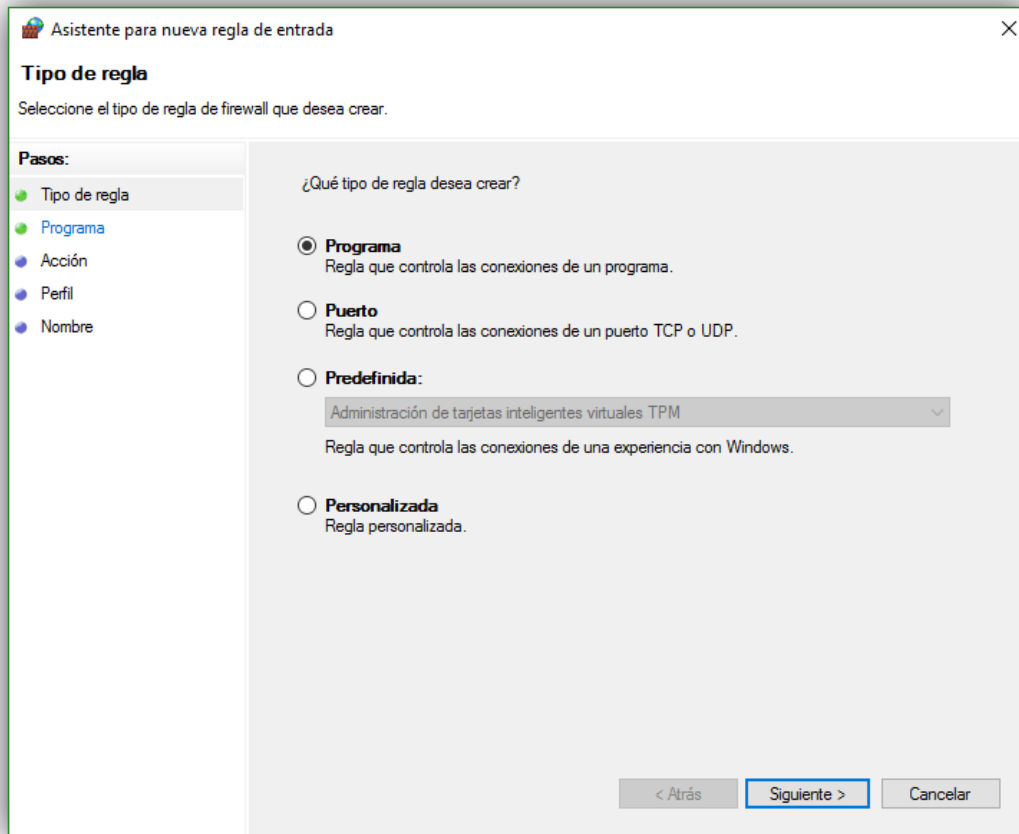 Asistente para nueva regla de entrada
Tipo de regla
Seleccione el tipo de regla de firewall que desea crear.
Pasos:
Tipo de regla
Programa
Acción
Perfil
Nombre
¿Qué tipo de regla desea crear?
Programa
Regla que controla las conexiones de un programa.
Puerto
Regla que controla las conexiones de un puerto TCP o UDP.
Predefinida:
Administración de tarjetas inteligentes virtuales TPM
Regla que controla las conexiones de una experiencia con Windows.
Personalizada
Regla personalizada.
< Atrás
Siguiente >
Cancelar